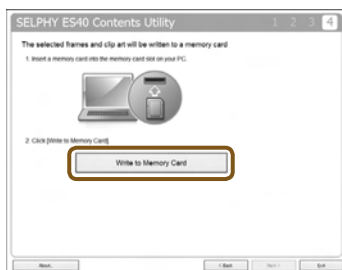 SELPHY ES40 Contents Utility
1 2 3 4
The selected frames and clip art will be written to a memory card
1. Insert a memory card into the memory card slot on your PC.
2. Click [Write to Memory Card]
Write to Memory Card
About...
< Back
Next >
Exit